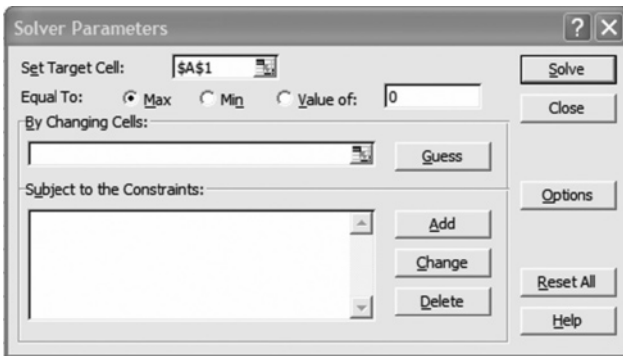 Solver Parameters
Set Target Cell: $A$1 Solve
Equal To: Max Min Value of: 0 Close
By Changing Cells:
Guess
Subject to the Constraints: Options
Add
Change
Reset All
Delete
Help